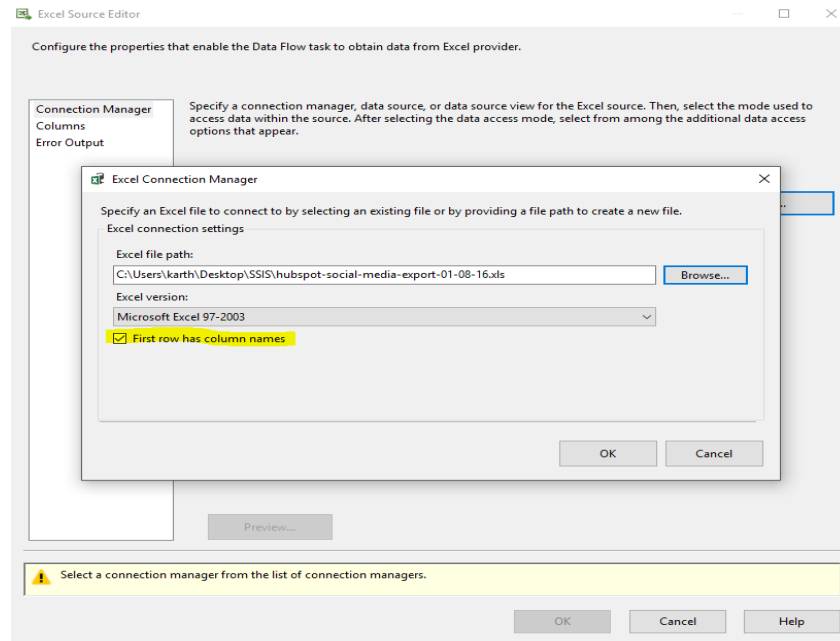 Excel Source Editor
Configure the properties that enable the Data Flow task to obtain data from Excel provider.
Connection Manager
Columns
Error Output
Specify a connection manager, data source, or data source view for the Excel source. Then, select the mode used to
access data within the source. After selecting the data access mode, select from among the additional data access
options that appear.
Excel Connection Manager
Specify an Excel file to connect to by selecting an existing file or by providing a file path to create a new file.
Excel connection settings
Excel file path:
C:\Users\karth\Desktop\SSIS\hubspot-social-media-export-01-08-16.xls
Browse...
Excel version:
Microsoft Excel 97-2003
First row has column names
OK Cancel
Preview...
Select a connection manager from the list of connection managers.
OK Cancel Help